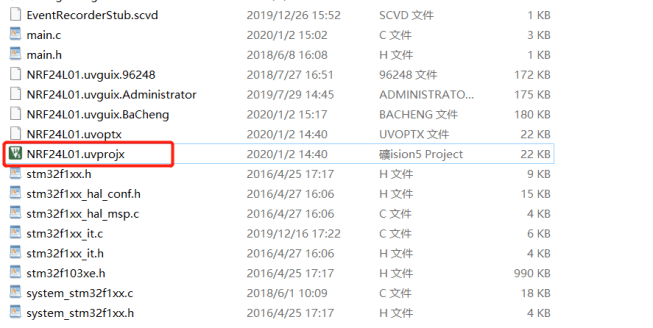 EventRecorderStub.scvd 2019/12/26 15:52 SCVD 文件 1 KB
main.c 2020/1/2 15:02 C 文件 3 KB
main.h 2018/6/8 16:08 H 文件 1 KB
NRF24L01.uvguix.96248 2018/7/27 16:51 96248 文件 172 KB
NRF24L01.uvguix.Administrator 2019/7/29 14:45 ADMINISTRATO... 175 KB
NRF24L01.uvguix.BaCheng 2020/1/2 15:17 BACHENG 文件 180 KB
NRF24L01.uvoptx 2020/1/2 14:40 UVOPTX 文件 22 KB
NRF24L01.uvprojx 2020/1/2 14:40 礦ision5 Project 22 KB
stm32f1xx.h 2016/4/25 17:17 H 文件 9 KB
stm32f1xx_hal_conf.h 2016/4/27 16:06 H 文件 15 KB
stm32f1xx_hal_msp.c 2016/4/27 16:06 C 文件 4 KB
stm32f1xx_it.c 2019/12/16 17:22 C 文件 6 KB
stm32f1xx_it.h 2016/4/27 16:06 H 文件 4 KB
stm32f103xe.h 2016/4/25 17:17 H 文件 990 KB
system_stm32f1xx.c 2018/6/1 10:09 C 文件 18 KB
system_stm32f1xx.h 2016/4/25 17:17 H 文件 4 KB